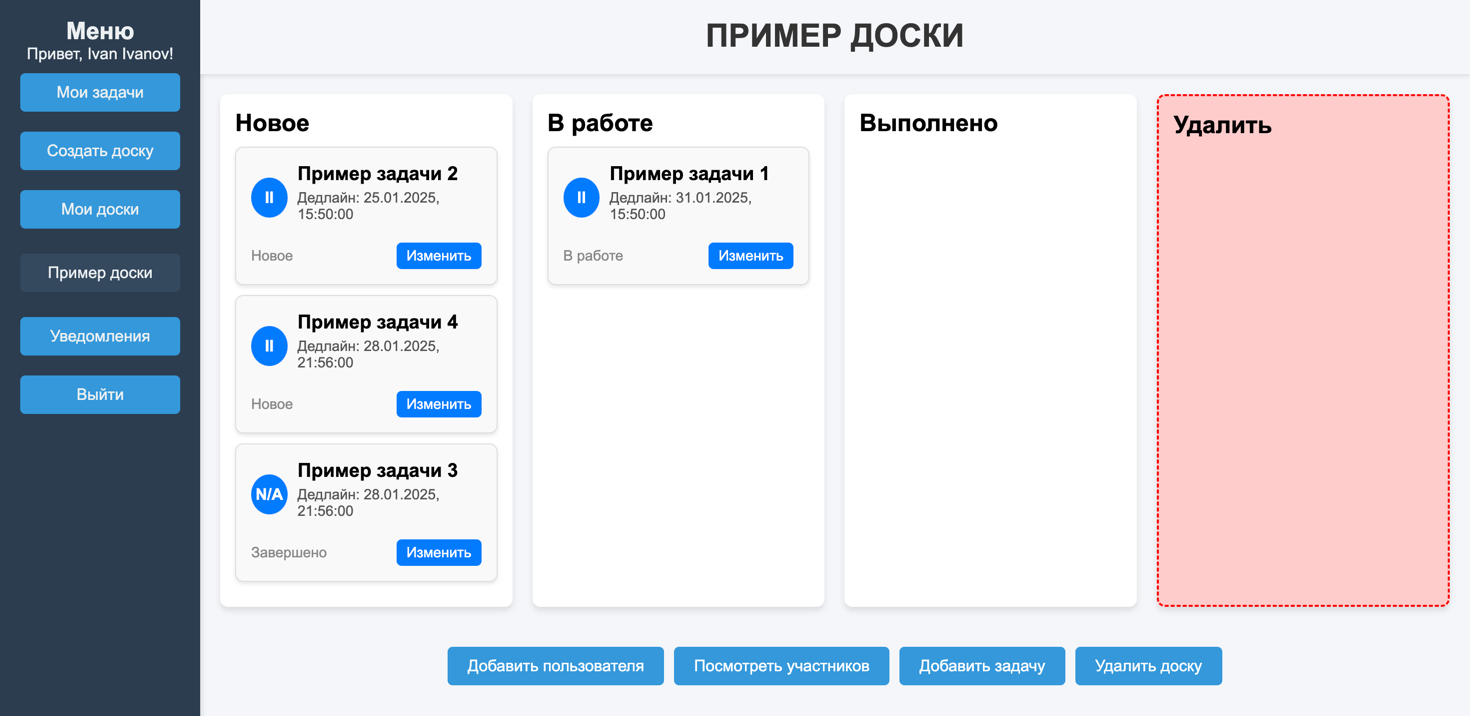 Меню
Привет, Ivan Ivanov!
Мои задачи
Создать доску
Мои доски
Пример доски
Уведомления
Выйти
ПРИМЕР ДОСКИ
Новое
II
Пример задачи 2
Дедлайн: 25.01.2025,
15:50:00
Новое
Изменить
II
Пример задачи 4
Дедлайн: 28.01.2025,
21:56:00
Новое
Изменить
N/A
Пример задачи 3
Дедлайн: 28.01.2025,
21:56:00
Завершено
Изменить
В работе
II
Пример задачи 1
Дедлайн: 31.01.2025,
15:50:00
В работе
Изменить
Выполнено
Удалить
Добавить пользователя
Посмотреть участников
Добавить задачу
Удалить доску